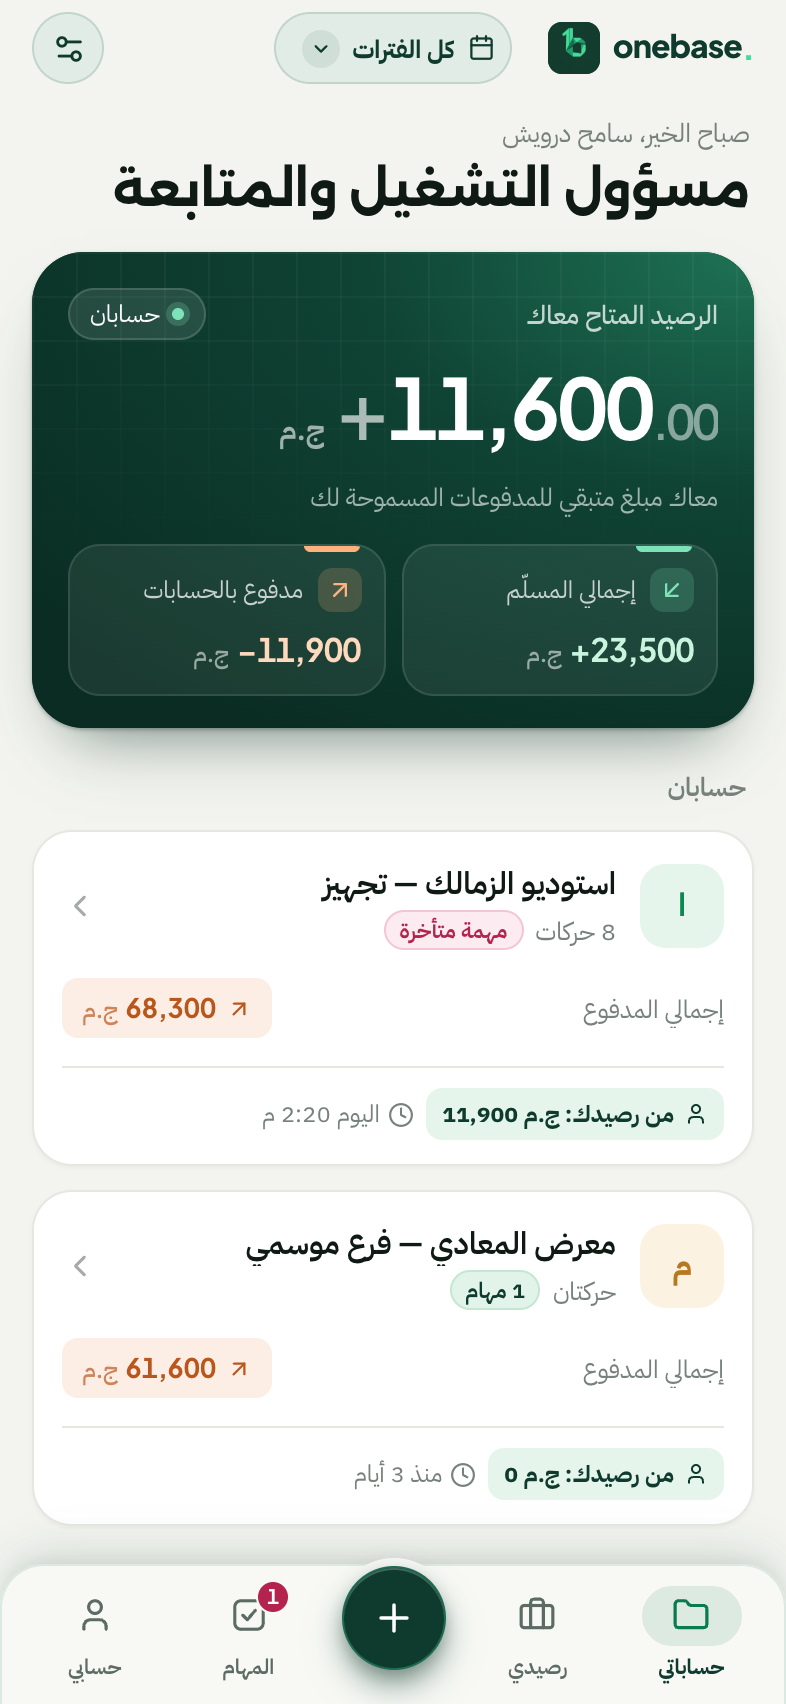 onebase.
كل الفترات
صباح الخير، سامح درويش
مسؤول التشغيل والمتابعة
الرصيد المتاح معاك
حسابان
+11,600.00 ج.م
معاك مبلغ متبقي للمدفوعات المسموحة لك
إجمالي المسلّم
+23,500 ج.م
مدفوع بالحسابات
−11,900 ج.م
حسابان
ا
استوديو الزمالك — تجهيز
8 حركات
مهمة متأخرة
إجمالي المدفوع
68,300 ج.م
من رصيدك: ج.م 11,900
اليوم 2:20 م
م
معرض المعادي — فرع موسمي
حركتان
1 مهام
إجمالي المدفوع
61,600 ج.م
من رصيدك: ج.م 0
منذ 3 أيام
حساباتي
رصيدي
1
المهام
حسابي